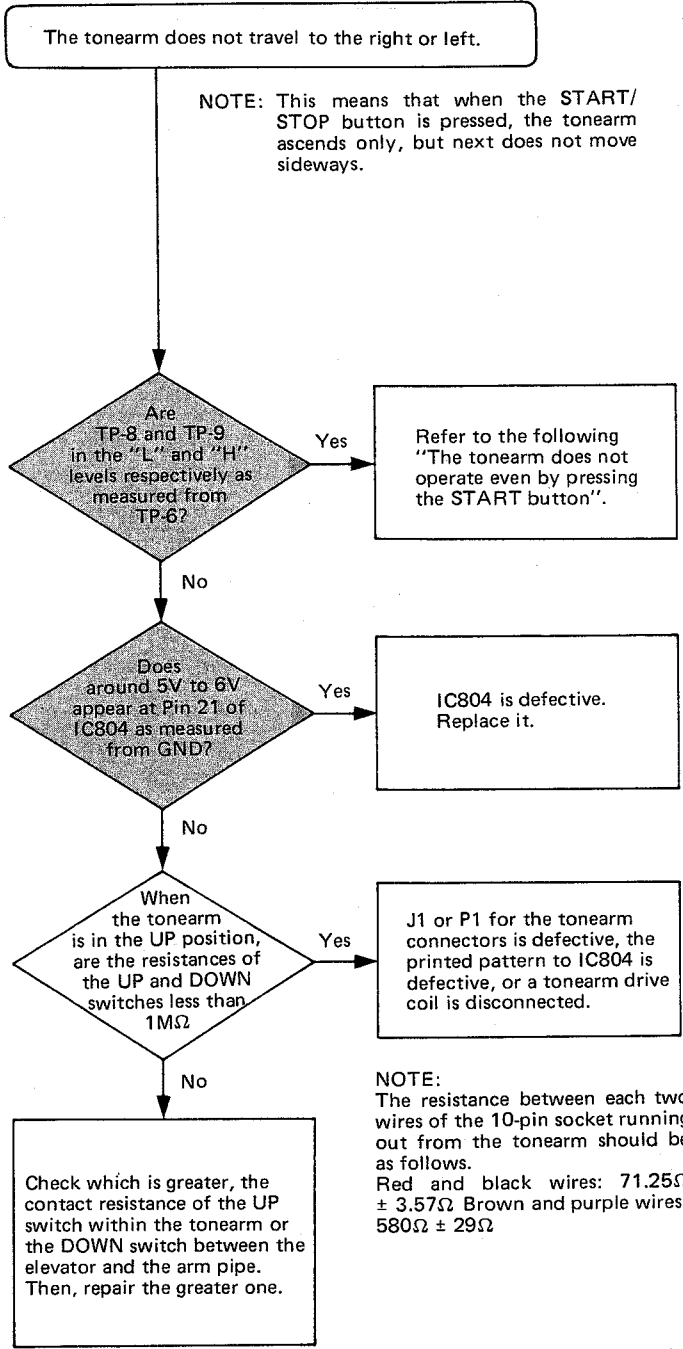 The tonearm does not travel to the right or left.
NOTE: This means that when the START/
STOP button is pressed, the tonearm
ascends only, but next does not move
sideways.
Are
TP-8 and TP-9
in the "L" and "H"
levels respectively as
measured from
TP-6?
Yes
Refer to the following
"The tonearm does not
operate even by pressing
the START button".
No
Does
around 5V to 6V
appear at Pin 21 of
IC804 as measured
from GND?
Yes
IC804 is defective.
Replace it.
No
When
the tonearm
is in the UP position,
are the resistances of
the UP and DOWN
switches less than
1MΩ
Yes
J1 or P1 for the tonearm
connectors is defective, the
printed pattern to IC804 is
defective, or a tonearm drive
coil is disconnected.
No
NOTE:
The resistance between each two
wires of the 10-pin socket running
out from the tonearm should be
as follows.
Red and black wires: 71.25Ω
± 3.57Ω Brown and purple wires
580Ω ± 29Ω
Check which is greater, the
contact resistance of the UP
switch within the tonearm or
the DOWN switch between the
elevator and the arm pipe.
Then, repair the greater one.